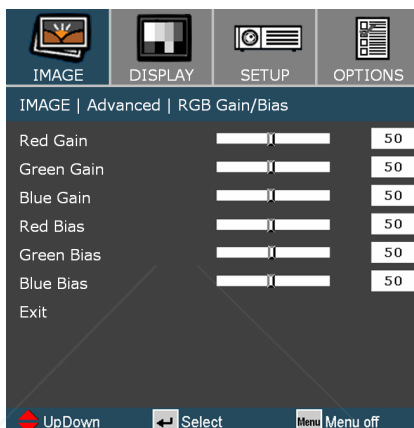 IMAGE DISPLAY SETUP OPTIONS
IMAGE | Advanced | RGB Gain/Bias
Red Gain 50
Green Gain 50
Blue Gain 50
Red Bias 50
Green Bias 50
Blue Bias 50
Exit
UpDown Select Menu Menu off